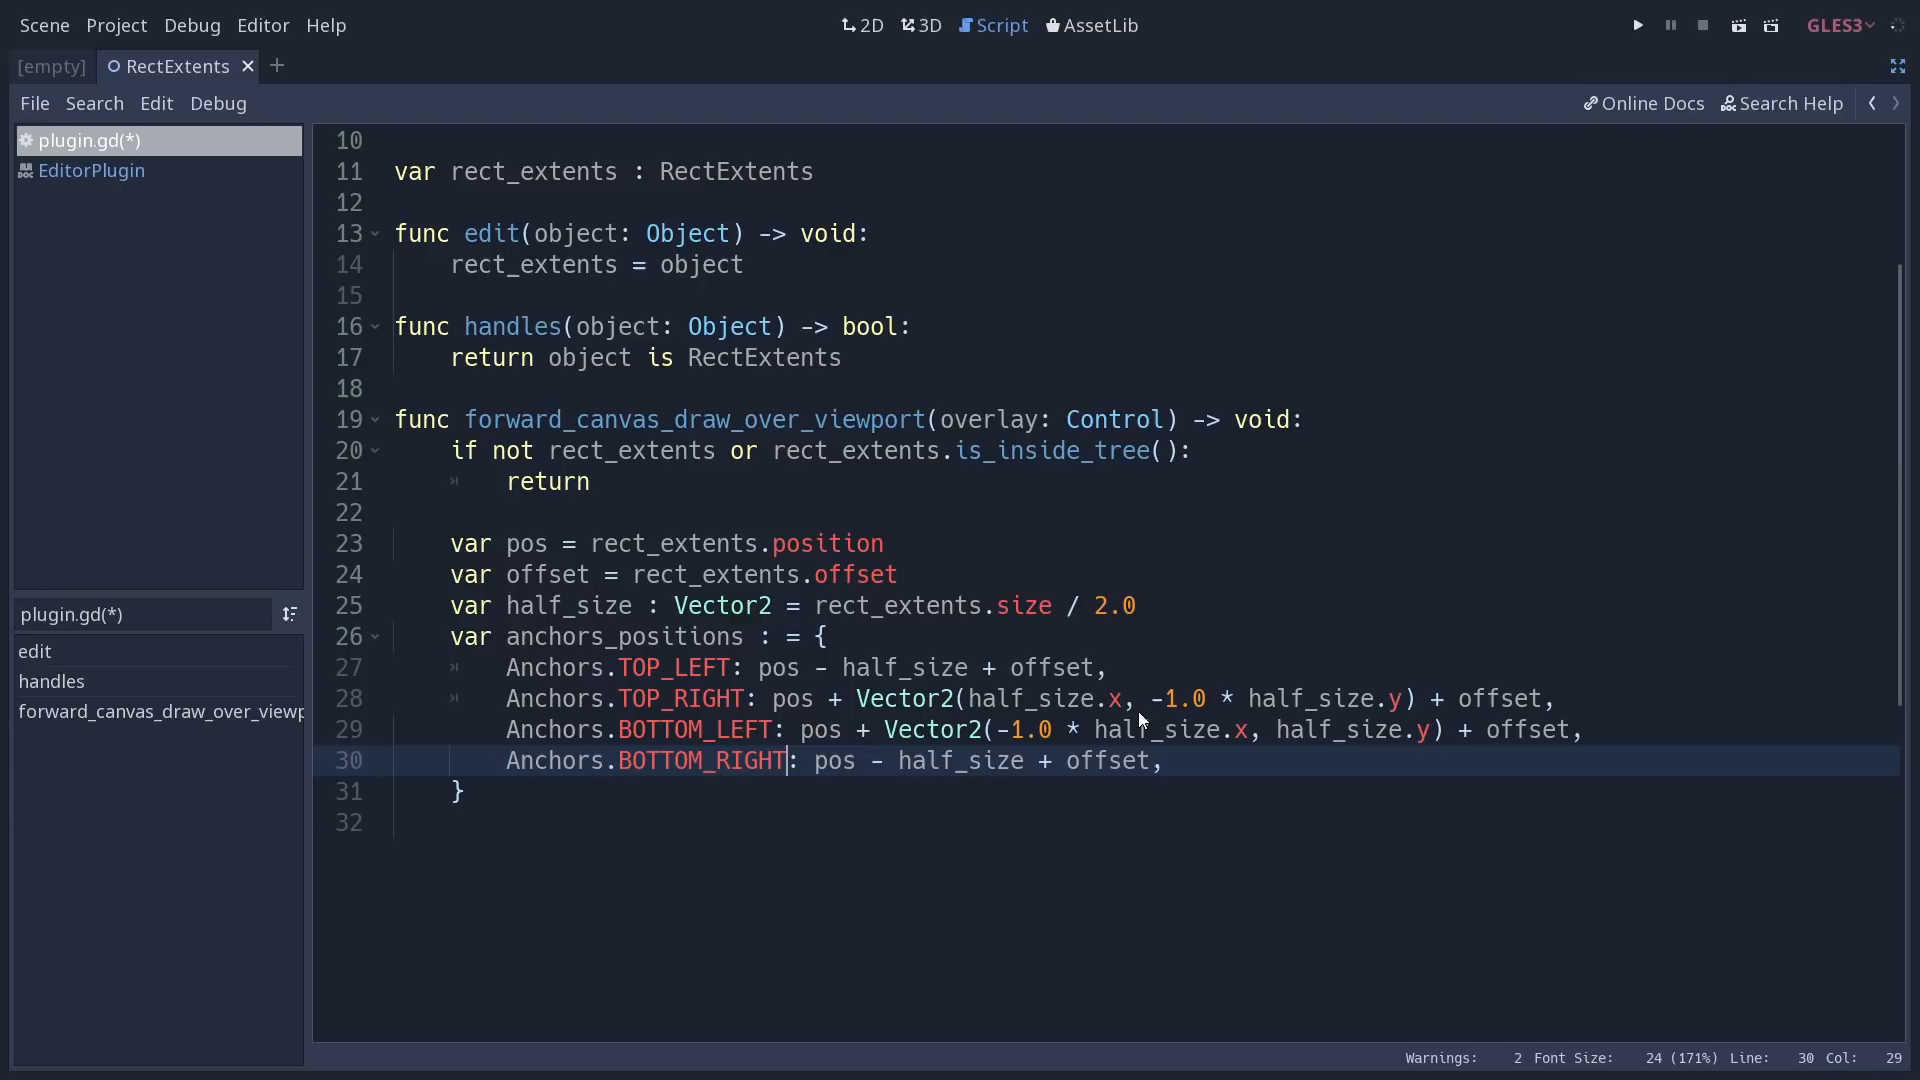 Scene Project Debug Editor Help
2D 3D Script AssetLib
GLES3
[empty] RectExtents
File Search Edit Debug
Online Docs Search Help
plugin.gd(*)
EditorPlugin
plugin.gd(*)
edit
handles
forward_canvas_draw_over_viewp
10
11 var rect_extents : RectExtents
12
13 func edit(object: Object) -> void:
14 rect_extents = object
15
16 func handles(object: Object) -> bool:
17 return object is RectExtents
18
19 func forward_canvas_draw_over_viewport(overlay: Control) -> void:
20 if not rect_extents or rect_extents.is_inside_tree():
21 return
22
23 var pos = rect_extents.position
24 var offset = rect_extents.offset
25 var half_size : Vector2 = rect_extents.size / 2.0
26 var anchors_positions : = {
27 Anchors.TOP_LEFT: pos - half_size + offset,
28 Anchors.TOP_RIGHT: pos + Vector2(half_size.x, -1.0 * half_size.y) + offset,
29 Anchors.BOTTOM_LEFT: pos + Vector2(-1.0 * half_size.x, half_size.y) + offset,
30 Anchors.BOTTOM_RIGHT: pos - half_size + offset,
31 }
32
Warnings: 2 Font Size: 24 (171%) Line: 30 Col: 29